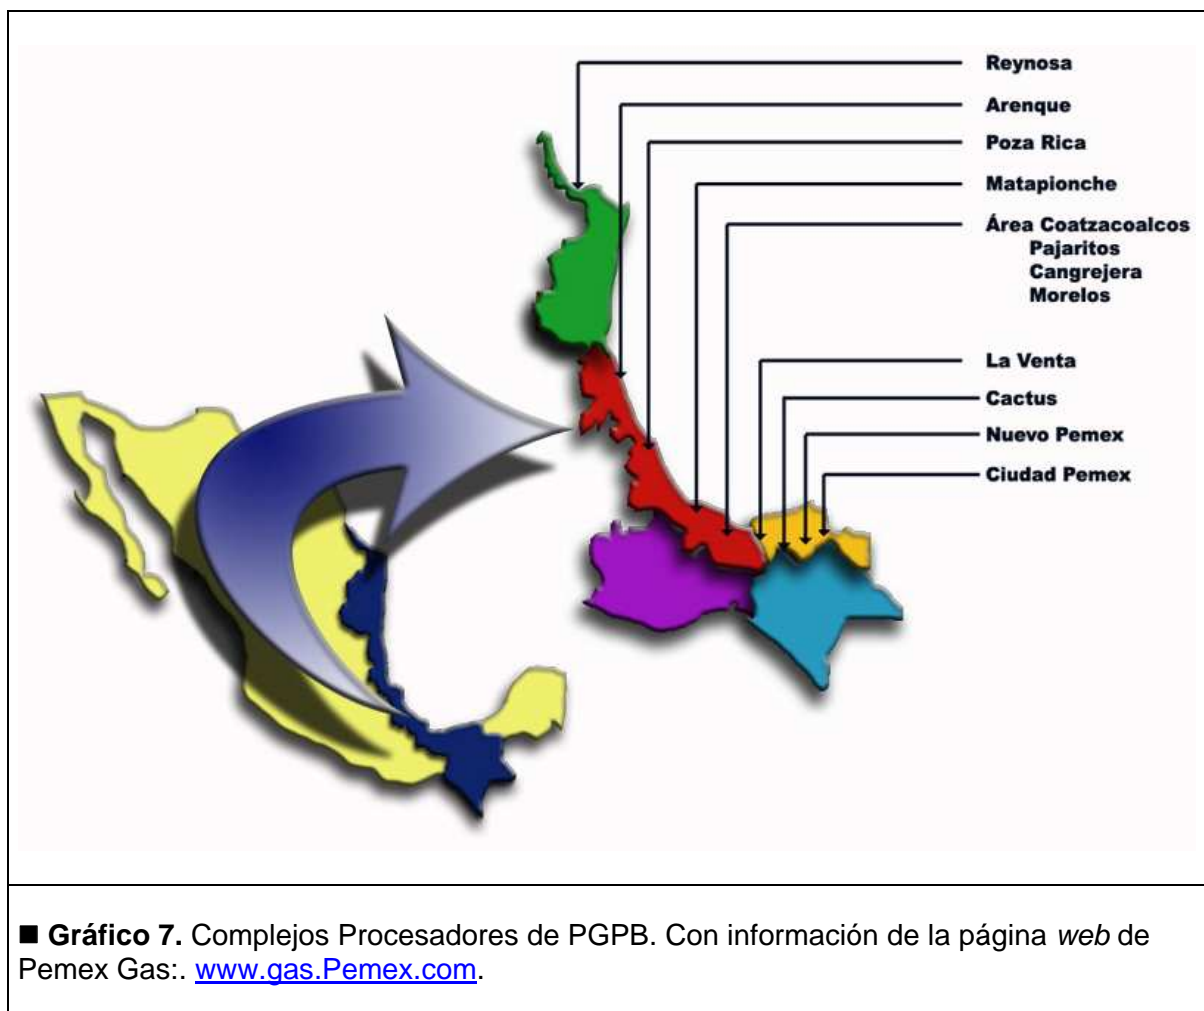 Reynosa
Arenque
Poza Rica
Matapionche
Área Coatzacoalcos
Pajaritos
Cangrejera
Morelos
La Venta
Cactus
Nuevo Pemex
Ciudad Pemex
■ Gráfico 7. Complejos Procesadores de PGPB. Con información de la página web de
Pemex Gas:. www.gas.Pemex.com.